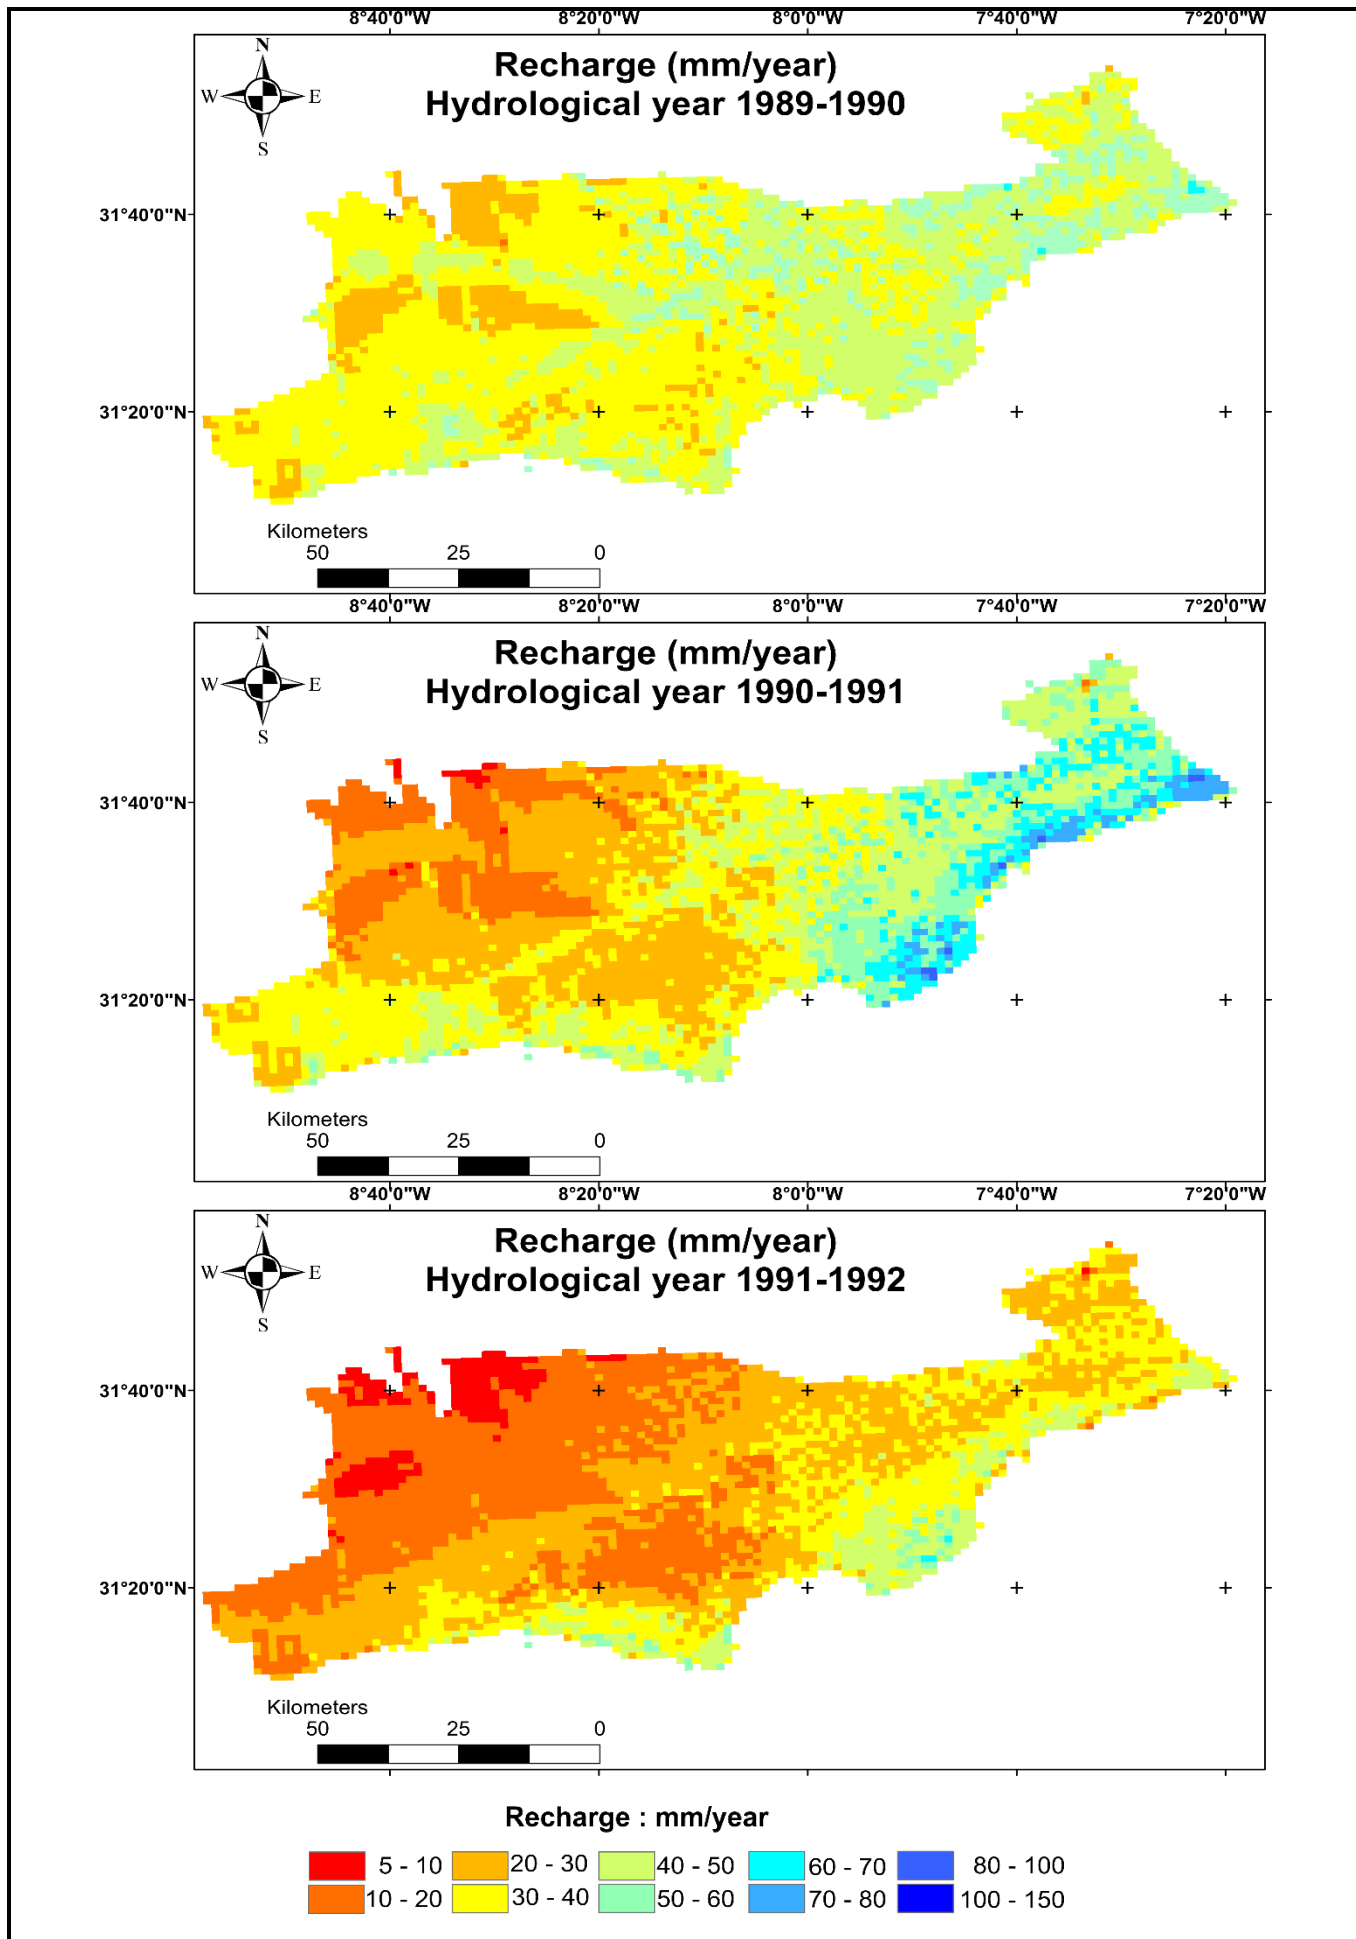 8°40'0"W 8°20'0"W 8°0'0"W 7°40'0"W 7°20'0"W
Recharge (mm/year)
Hydrological year 1989-1990
N
W E
S
31°40'0"N
31°20'0"N
Kilometers
50 25 0
8°40'0"W 8°20'0"W 8°0'0"W 7°40'0"W 7°20'0"W
Recharge (mm/year)
Hydrological year 1990-1991
N
W E
S
31°40'0"N
31°20'0"N
Kilometers
50 25 0
8°40'0"W 8°20'0"W 8°0'0"W 7°40'0"W 7°20'0"W
Recharge (mm/year)
Hydrological year 1991-1992
N
W E
S
31°40'0"N
31°20'0"N
Kilometers
50 25 0
Recharge : mm/year
5 - 10 20 - 30 40 - 50 60 - 70 80 - 100
10 - 20 30 - 40 50 - 60 70 - 80 100 - 150